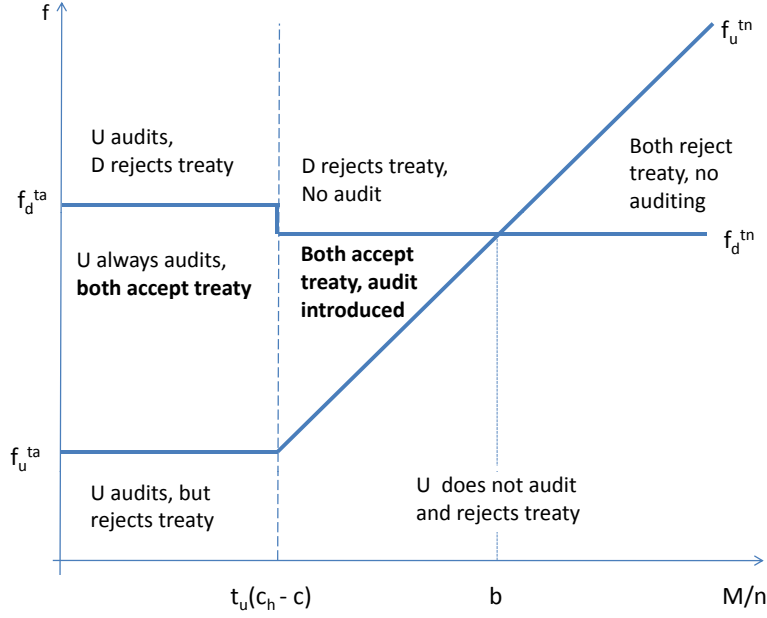 f
f_u^tn
U audits,
D rejects treaty
D rejects treaty,
No audit
Both reject
treaty, no
auditing
f_d^ta
f_d^tn
U always audits,
both accept treaty
Both accept
treaty, audit
introduced
f_u^ta
U audits, but
rejects treaty
U does not audit
and rejects treaty
t_u(c_h - c)
b
M/n